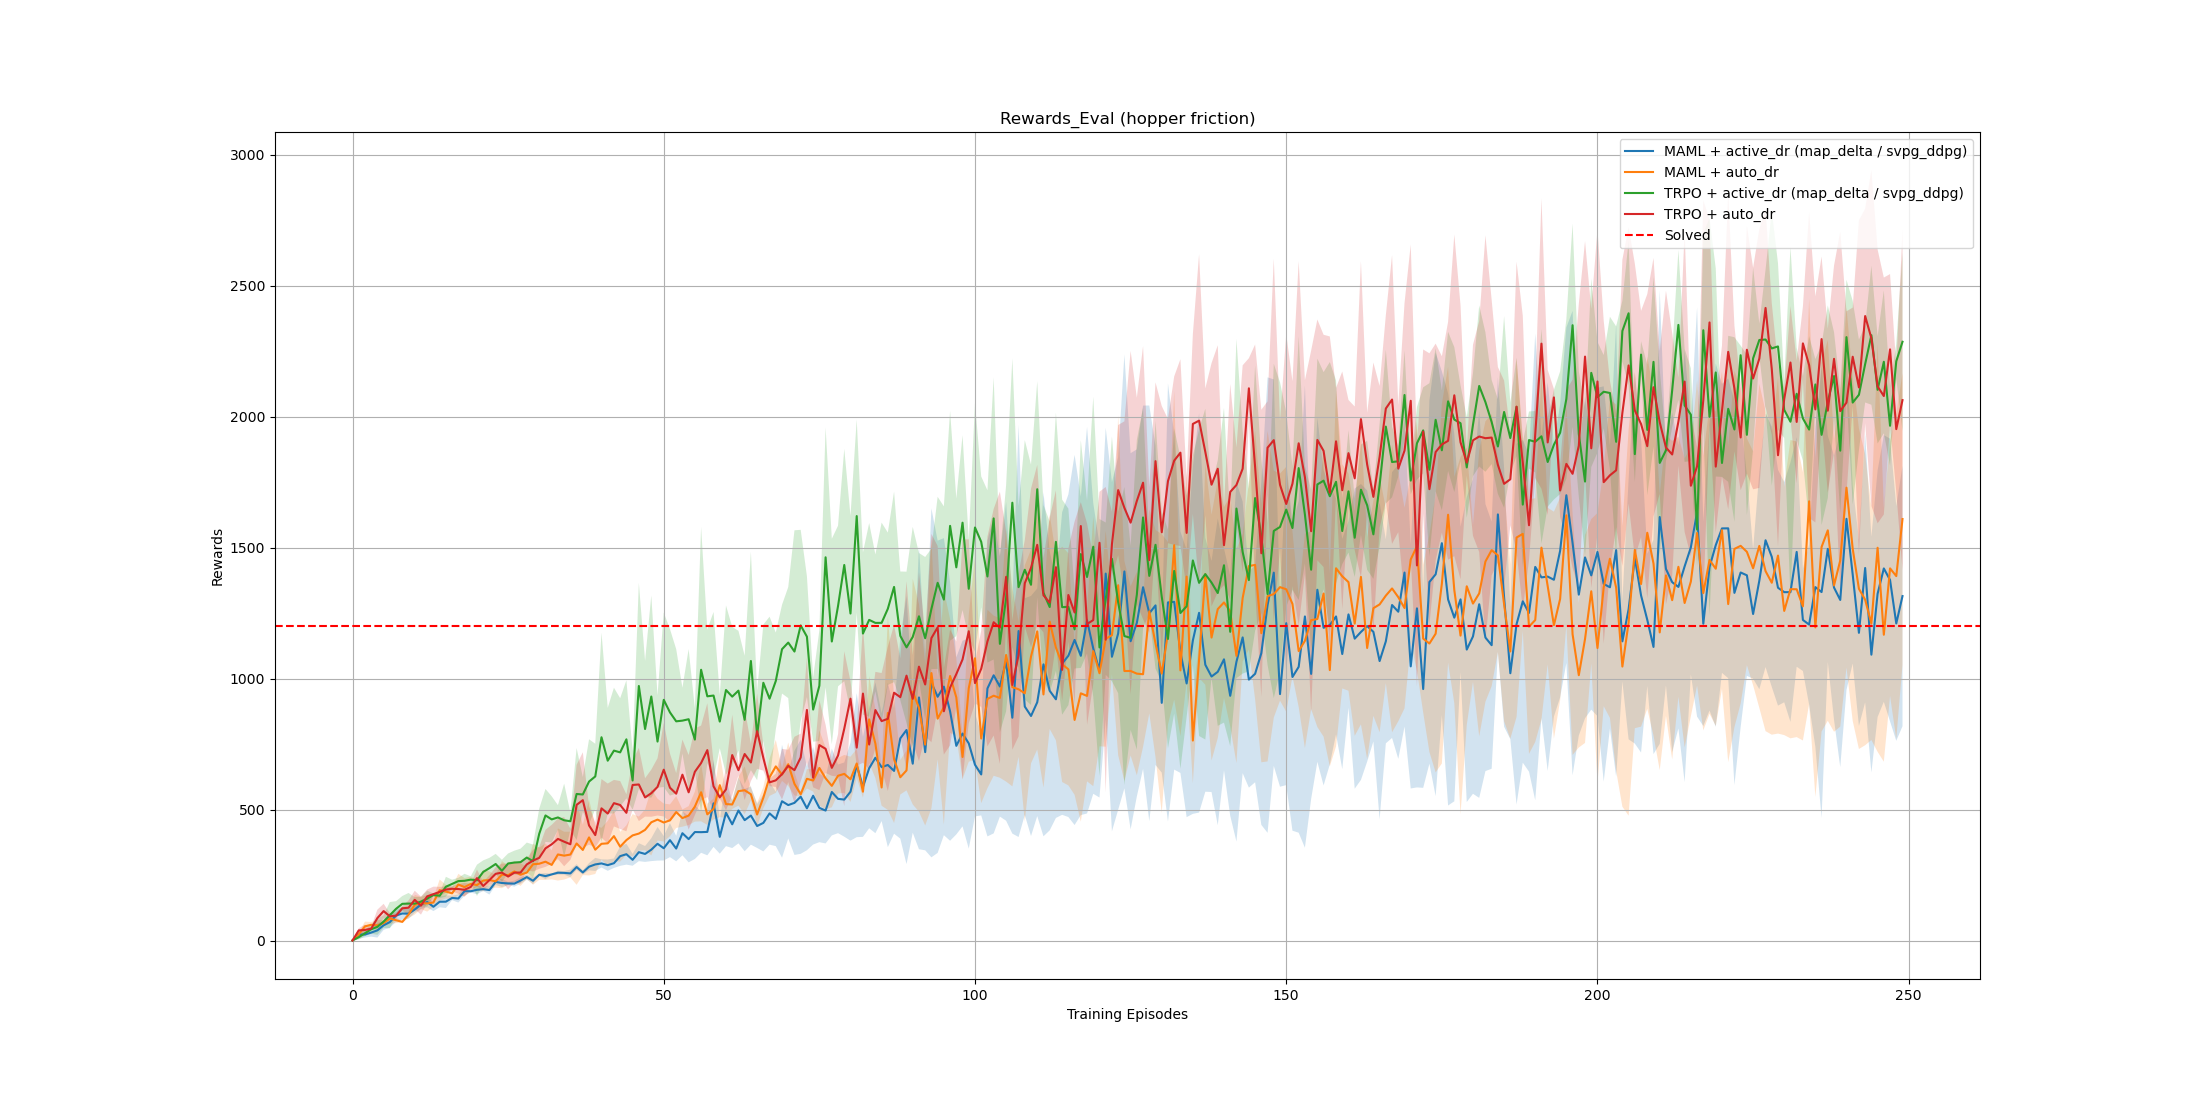 Rewards_Eval (hopper friction)
MAML + active_dr (map_delta / svpg_ddpg)
MAML + auto_dr
TRPO + active_dr (map_delta / svpg_ddpg)
TRPO + auto_dr
Solved
3000
2500
2000
1500
1000
500
0
Rewards
0 50 100 150 200 250
Training Episodes